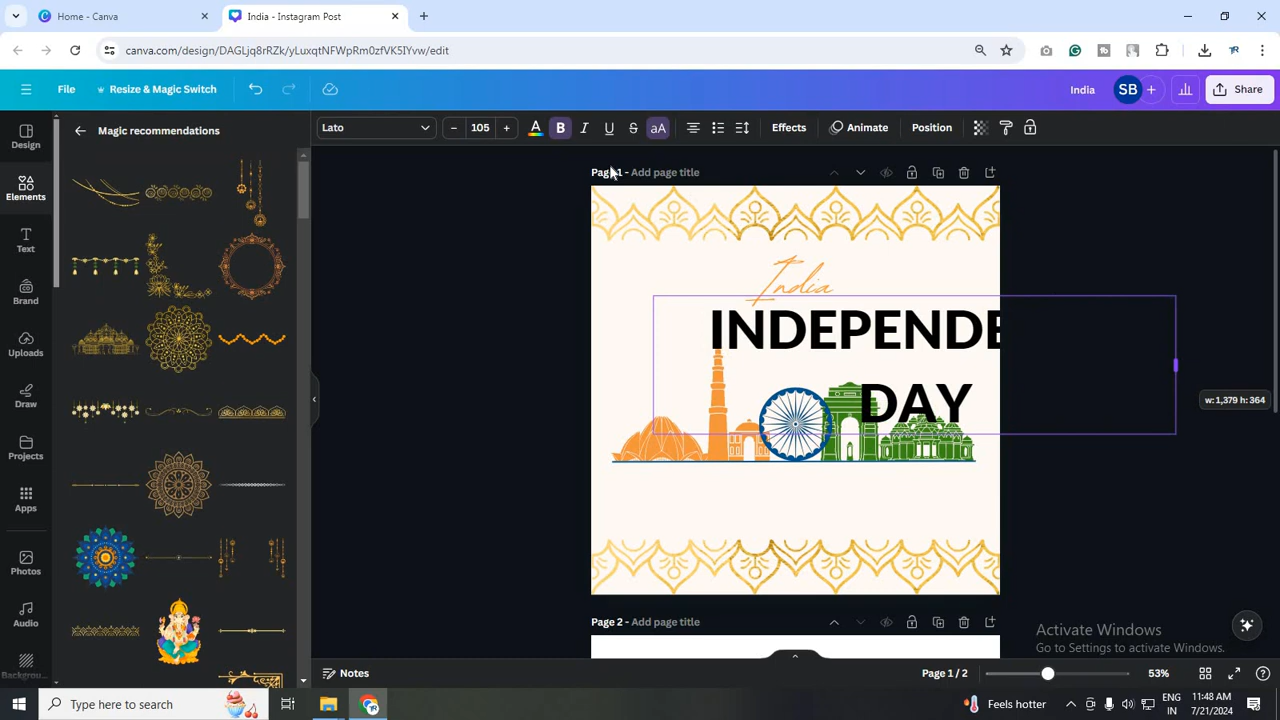 Home - Canva
India - Instagram Post
canva.com/design/DAGLjq8rRZk/yLuxqtNFWpRm0zfVK5IYvw/edit
File
Resize & Magic Switch
India
SB
Share
Design
Elements
Text
Brand
Uploads
Draw
Projects
Apps
Photos
Audio
Magic recommendations
Lato
105
A
B
I
U
S
aA
Effects
Animate
Position
Page 1 - Add page title
India
INDEPENDE
DAY
w:1,379 h: 364
Page 2 - Add page title
Activate Windows
Go to Settings to activate Windows.
Notes
Page 1 / 2
53%
Type here to search
Feels hotter
ENG
IN
11:48 AM
7/21/2024